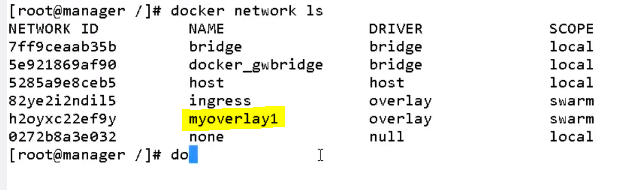 [root@manager /]# docker network ls
NETWORK ID NAME DRIVER SCOPE
7ff9ceaab35b bridge bridge local
5e921869af90 docker_gwbridge bridge local
5285a9e8ceb5 host host local
82ye2i2ndil5 ingress overlay swarm
h2oyxc22ef9y myoverlay1 overlay swarm
0272b8a3e032 none null local
[root@manager /]# do